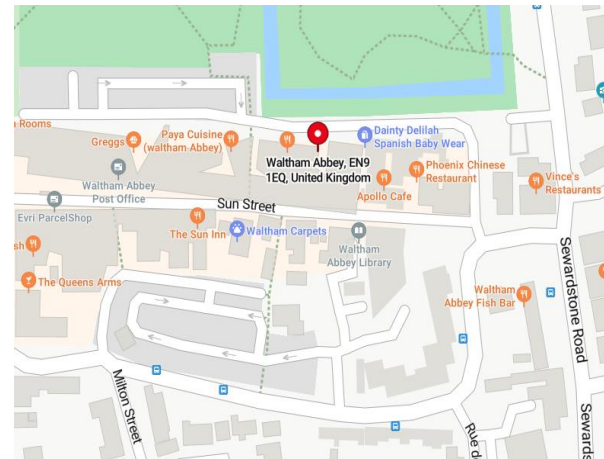 Rooms
Greggs
Paya Cuisine
(waltham Abbey)
Dainty Delilah
Spanish Baby Wear
Waltham Abbey, EN9
1EQ, United Kingdom
Phoenix Chinese
Restaurant
Vince's
Restaurants
Waltham Abbey
Post Office
Apollo Cafe
Sun Street
Evri ParcelShop
The Sun Inn
Waltham Carpets
Waltham
Abbey Library
sh
The Queens Arms
Waltham
Abbey Fish Bar
Sewardstone Road
Milton Street
Rue d
Sewards